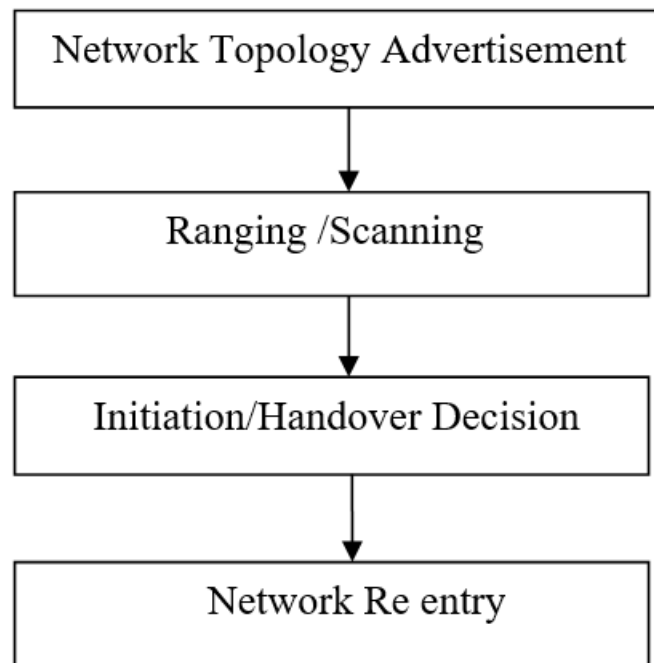 Network Topology Advertisement
Ranging /Scanning
Initiation/Handover Decision
Network Re entry